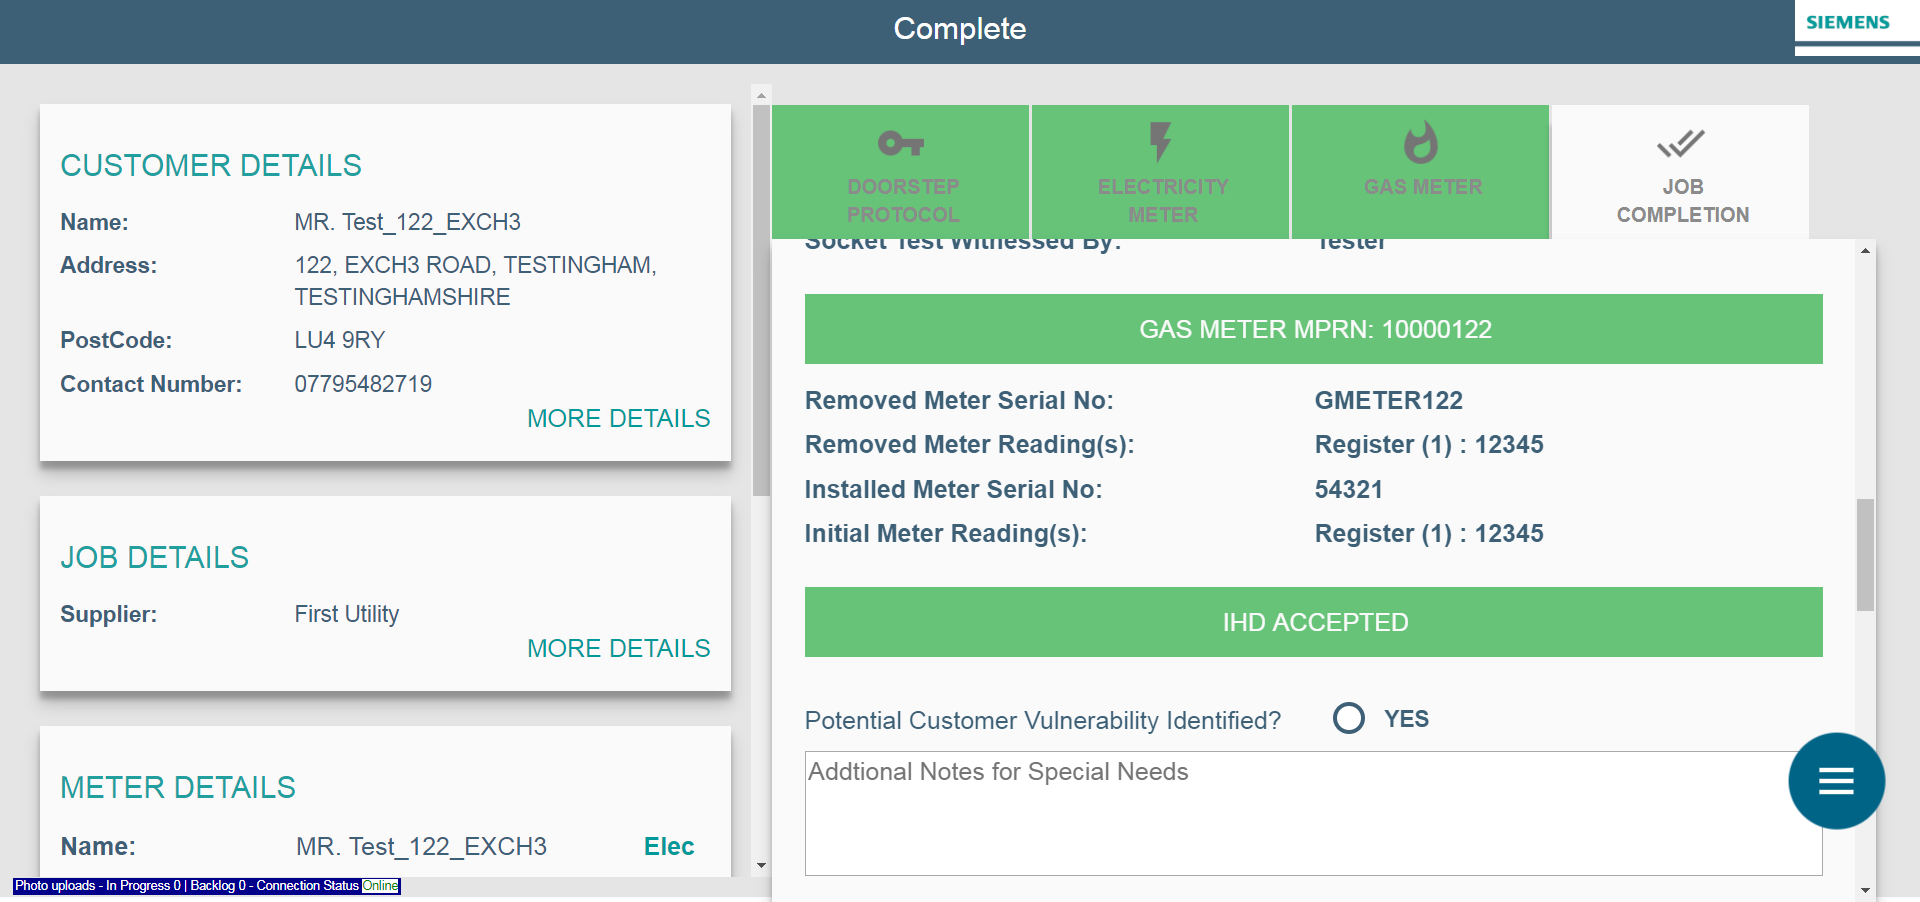 Complete
SIEMENS
CUSTOMER DETAILS
Name: MR. Test_122_EXCH3
Address: 122, EXCH3 ROAD, TESTINGHAM,
TESTINGHAMSHIRE
PostCode: LU4 9RY
Contact Number: 07795482719
MORE DETAILS
JOB DETAILS
Supplier: First Utility
MORE DETAILS
METER DETAILS
Name: MR. Test_122_EXCH3 Elec
Photo uploads - In Progress 0 | Backlog 0 - Connection Status Online
DOORSTEP
PROTOCOL
ELECTRICITY
METER
GAS METER
JOB
COMPLETION
Socket Test Witnessed By: Tester
GAS METER MPRN: 10000122
Removed Meter Serial No: GMETER122
Removed Meter Reading(s): Register (1) : 12345
Installed Meter Serial No: 54321
Initial Meter Reading(s): Register (1) : 12345
IHD ACCEPTED
Potential Customer Vulnerability Identified? YES
Addtional Notes for Special Needs